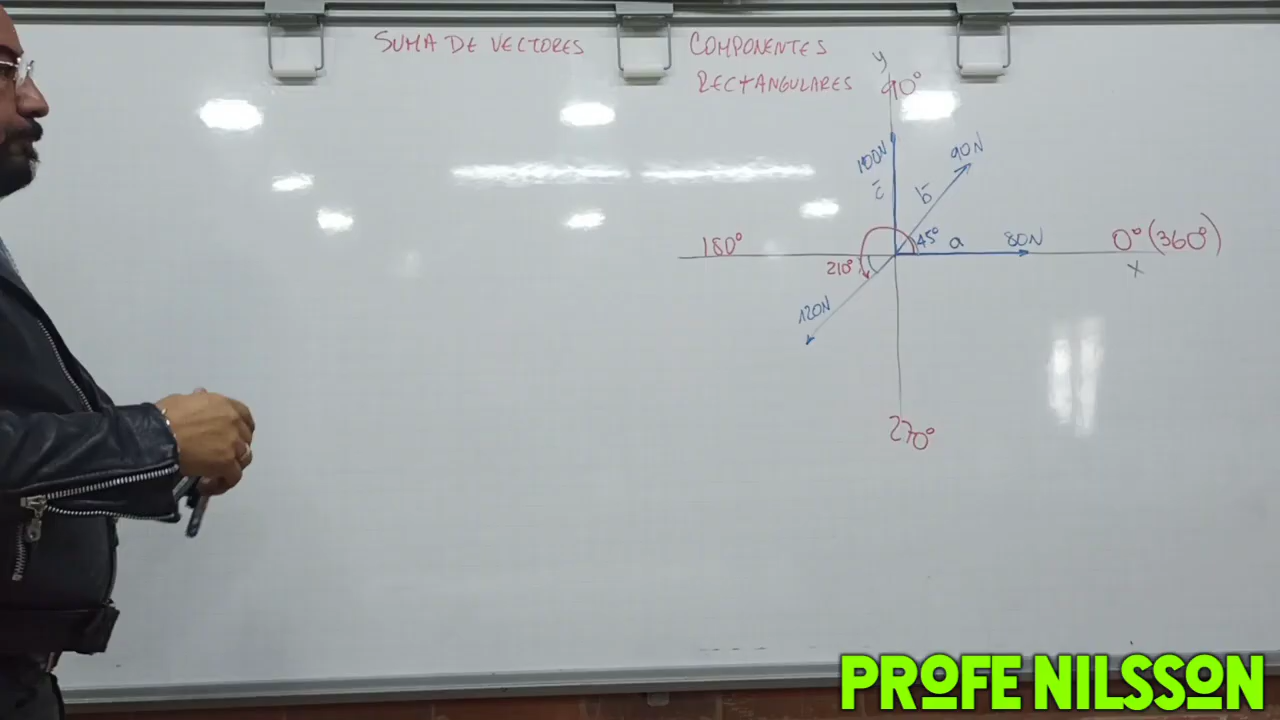 SUMA DE VECTORES
COMPONENTES
RECTANGULARES
y
90°
100N
90N
c̄
b̄
180°
45°
a
80N
0° (360°)
210°
x
120N
270°
PROFE NILSSON